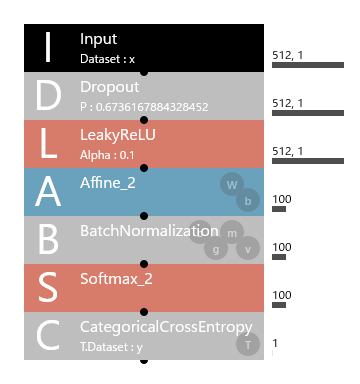 I Input
Dataset : x
512, 1
D Dropout
P : 0.6736167884328452
512, 1
L LeakyReLU
Alpha : 0.1
512, 1
A Affine_2
W
b
100
B BatchNormalization
m
g
v
100
S Softmax_2
100
C CategoricalCrossEntropy
T.Dataset : y
T
1